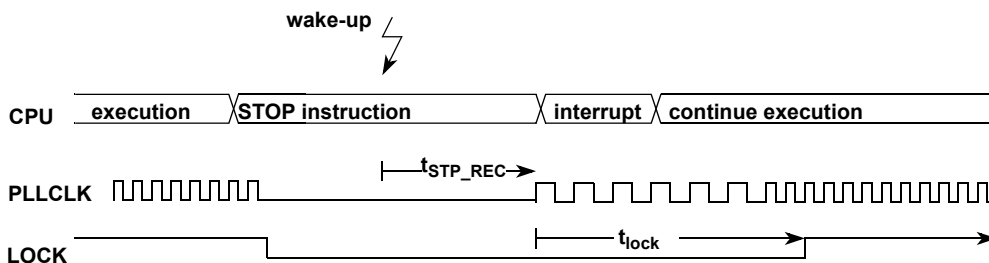 wake-up
CPU execution STOP instruction interrupt continue execution
tSTP_REC
PLLCLK
tlock
LOCK